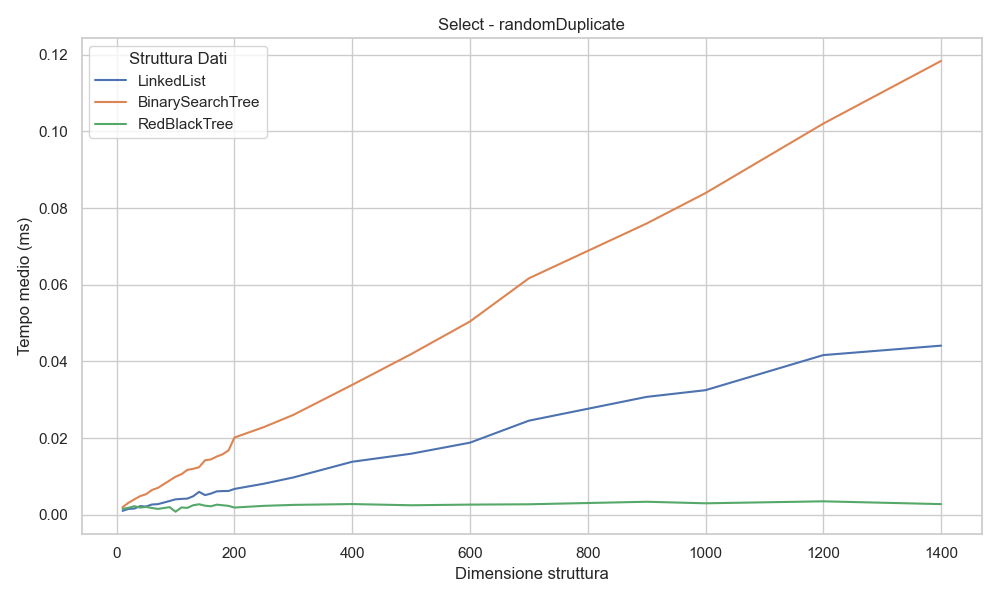 Select - randomDuplicate
Struttura Dati
LinkedList
BinarySearchTree
RedBlackTree
Tempo medio (ms)
0.12
0.10
0.08
0.06
0.04
0.02
0.00
0 200 400 600 800 1000 1200 1400
Dimensione struttura